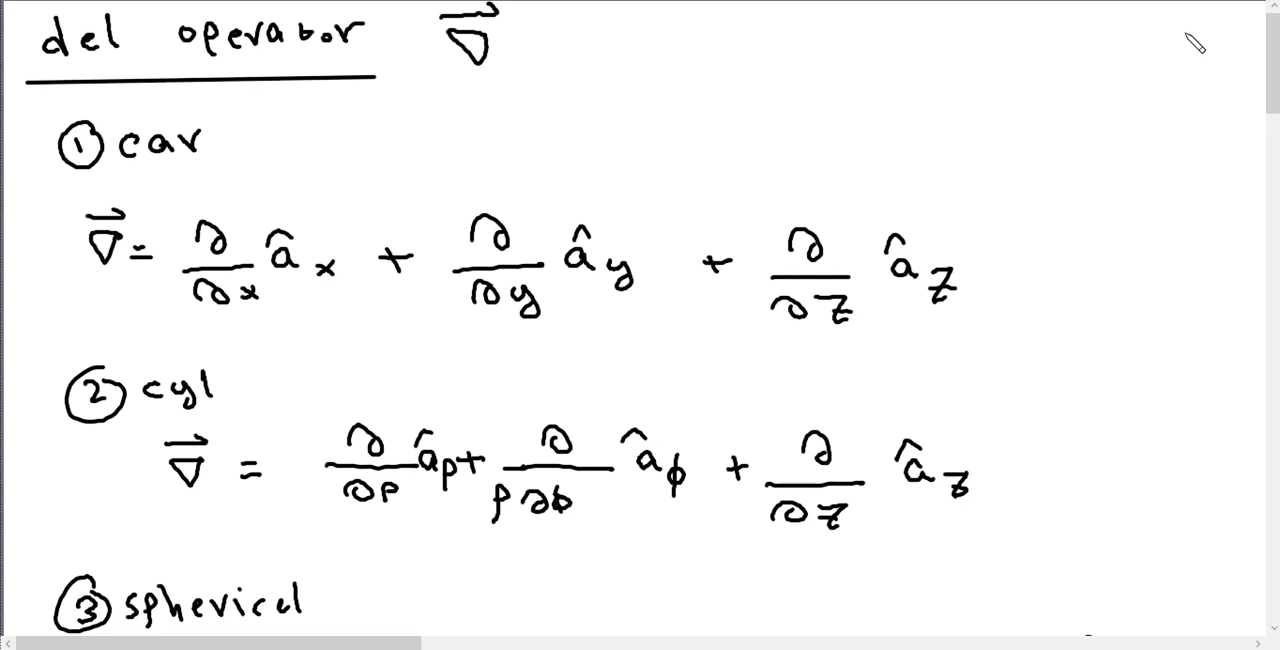 del operator ∇⃗
① car
∇⃗ = ∂/∂x âx + ∂/∂y ây + ∂/∂z âz
② cyl
∇⃗ = ∂/∂ρ âρ + ∂/ρ∂ϕ âϕ + ∂/∂z âz
③ spherical